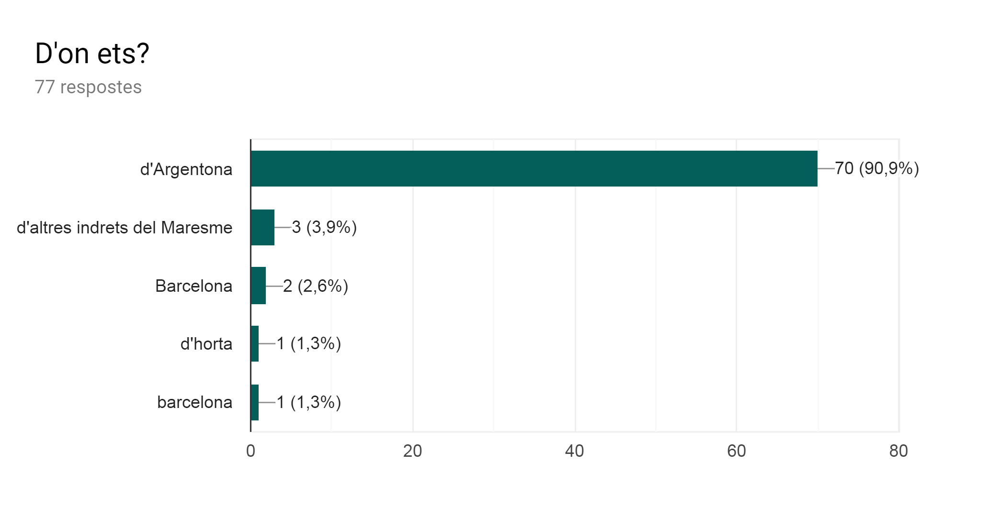 D'on ets?
77 respostes
d'Argentona 70 (90,9%)
d'altres indrets del Maresme 3 (3,9%)
Barcelona 2 (2,6%)
d'horta 1 (1,3%)
barcelona 1 (1,3%)
0 20 40 60 80